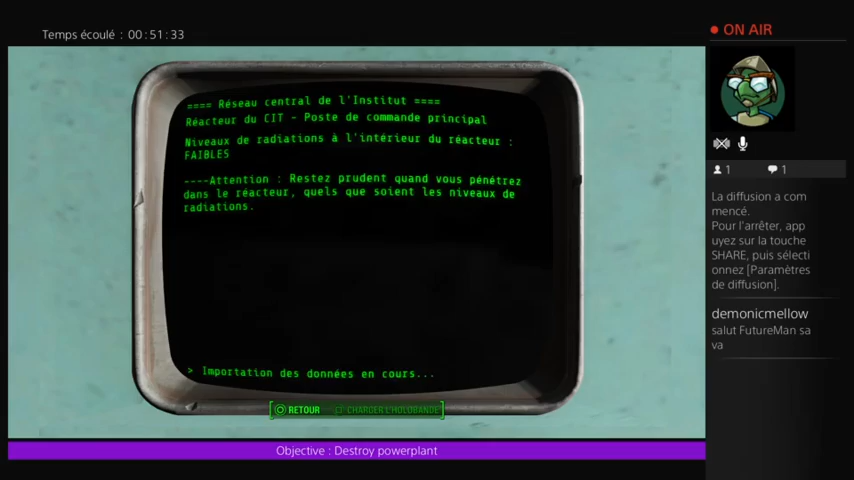 Temps écoulé : 00:51:33
ON AIR
==== Réseau central de l'Institut ====
Réacteur du CIT - Poste de commande principal
Niveaux de radiations à l'intérieur du réacteur :
FAIBLES
----Attention : Restez prudent quand vous pénétrez
dans le réacteur, quels que soient les niveaux de
radiations.
> Importation des données en cours...
RETOUR CHARGER L'HOLOBANDE
Objective : Destroy powerplant
1 1
La diffusion a com
mencé.
Pour l'arrêter, app
uyez sur la touche
SHARE, puis sélecti
onnez [Paramètres
de diffusion].
demonicmellow
salut FutureMan sa
va